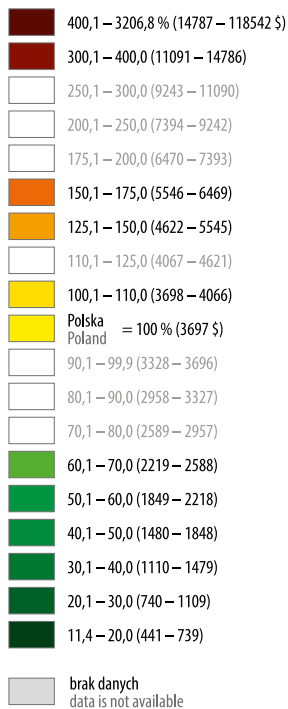 400,1 – 3206,8 % (14787 - 118542 $)
300,1 – 400,0 (11091 - 14786)
250,1 – 300,0 (9243 – 11090)
200,1 – 250,0 (7394 – 9242)
175,1 – 200,0 (6470 – 7393)
150,1 – 175,0 (5546 – 6469)
125,1 – 150,0 (4622 – 5545)
110,1 – 125,0 (4067 – 4621)
100,1 – 110,0 (3698 – 4066)
Polska
Poland = 100 % (3697 $)
90,1 – 99,9 (3328 – 3696)
80,1 – 90,0 (2958 – 3327)
70,1 – 80,0 (2589 – 2957)
60,1 – 70,0 (2219 – 2588)
50,1 – 60,0 (1849 – 2218)
40,1 – 50,0 (1480 – 1848)
30,1 – 40,0 (1110 – 1479)
20,1 – 30,0 (740 – 1109)
11,4 – 20,0 (441 – 739)
brak danych
data is not available